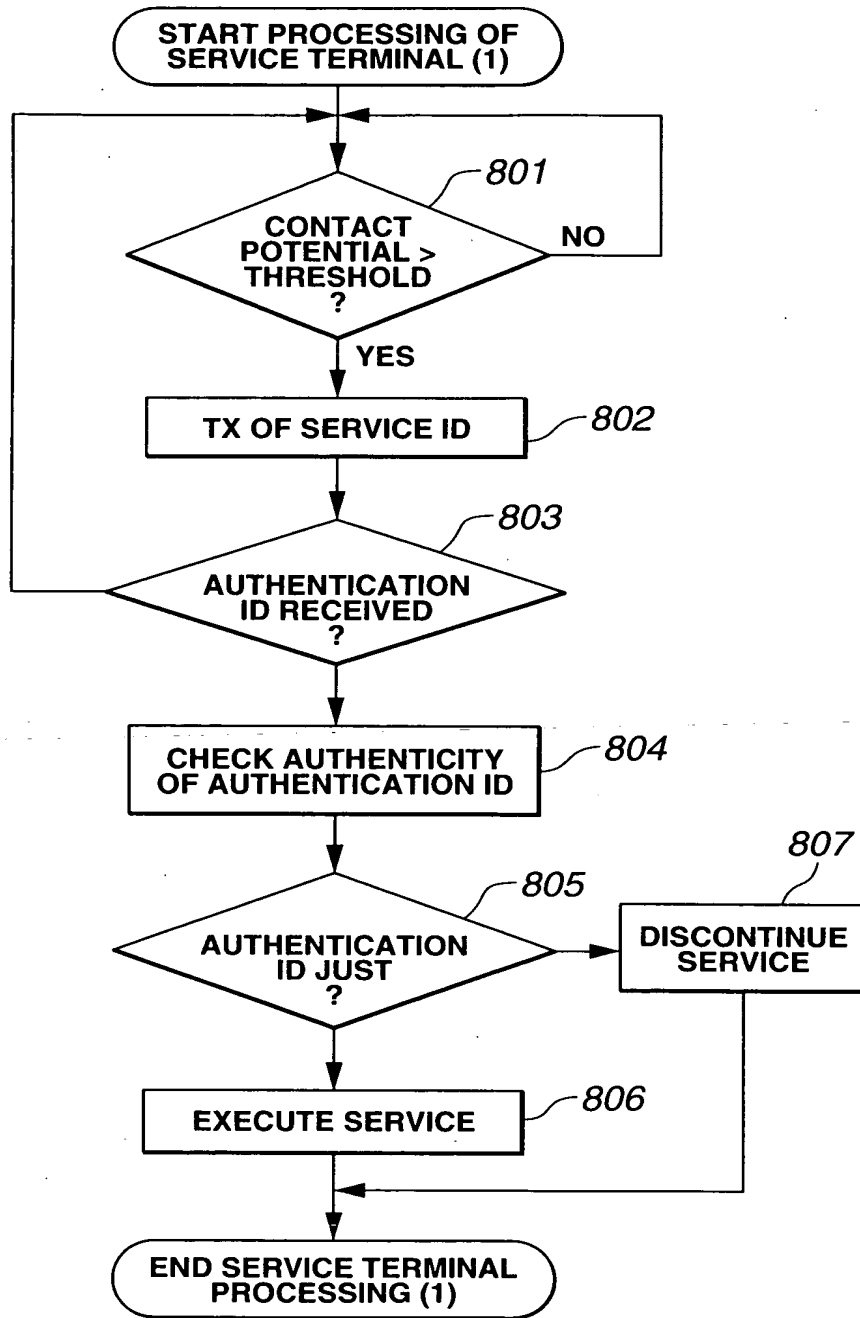 START PROCESSING OF
SERVICE TERMINAL (1)
801
CONTACT
POTENTIAL >
THRESHOLD
?
NO
YES
TX OF SERVICE ID
802
803
AUTHENTICATION
ID RECEIVED
?
CHECK AUTHENTICITY
OF AUTHENTICATION ID
804
805
AUTHENTICATION
ID JUST
?
807
DISCONTINUE
SERVICE
EXECUTE SERVICE
806
END SERVICE TERMINAL
PROCESSING (1)